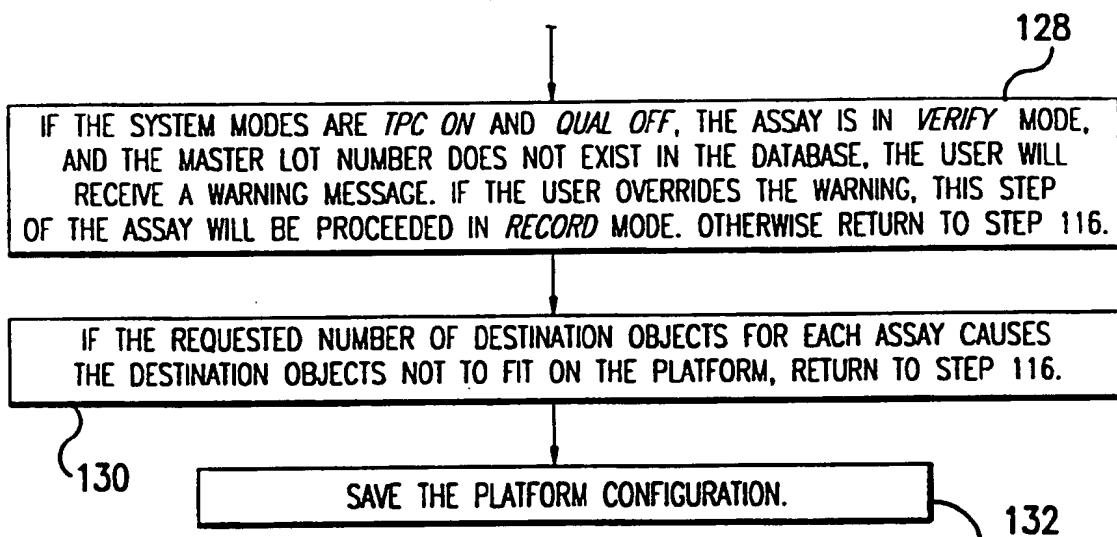 128
IF THE SYSTEM MODES ARE TPC ON AND QUAL OFF, THE ASSAY IS IN VERIFY MODE,
AND THE MASTER LOT NUMBER DOES NOT EXIST IN THE DATABASE, THE USER WILL
RECEIVE A WARNING MESSAGE. IF THE USER OVERRIDES THE WARNING, THIS STEP
OF THE ASSAY WILL BE PROCEEDED IN RECORD MODE. OTHERWISE RETURN TO STEP 116.
IF THE REQUESTED NUMBER OF DESTINATION OBJECTS FOR EACH ASSAY CAUSES
THE DESTINATION OBJECTS NOT TO FIT ON THE PLATFORM, RETURN TO STEP 116.
130
SAVE THE PLATFORM CONFIGURATION.
132